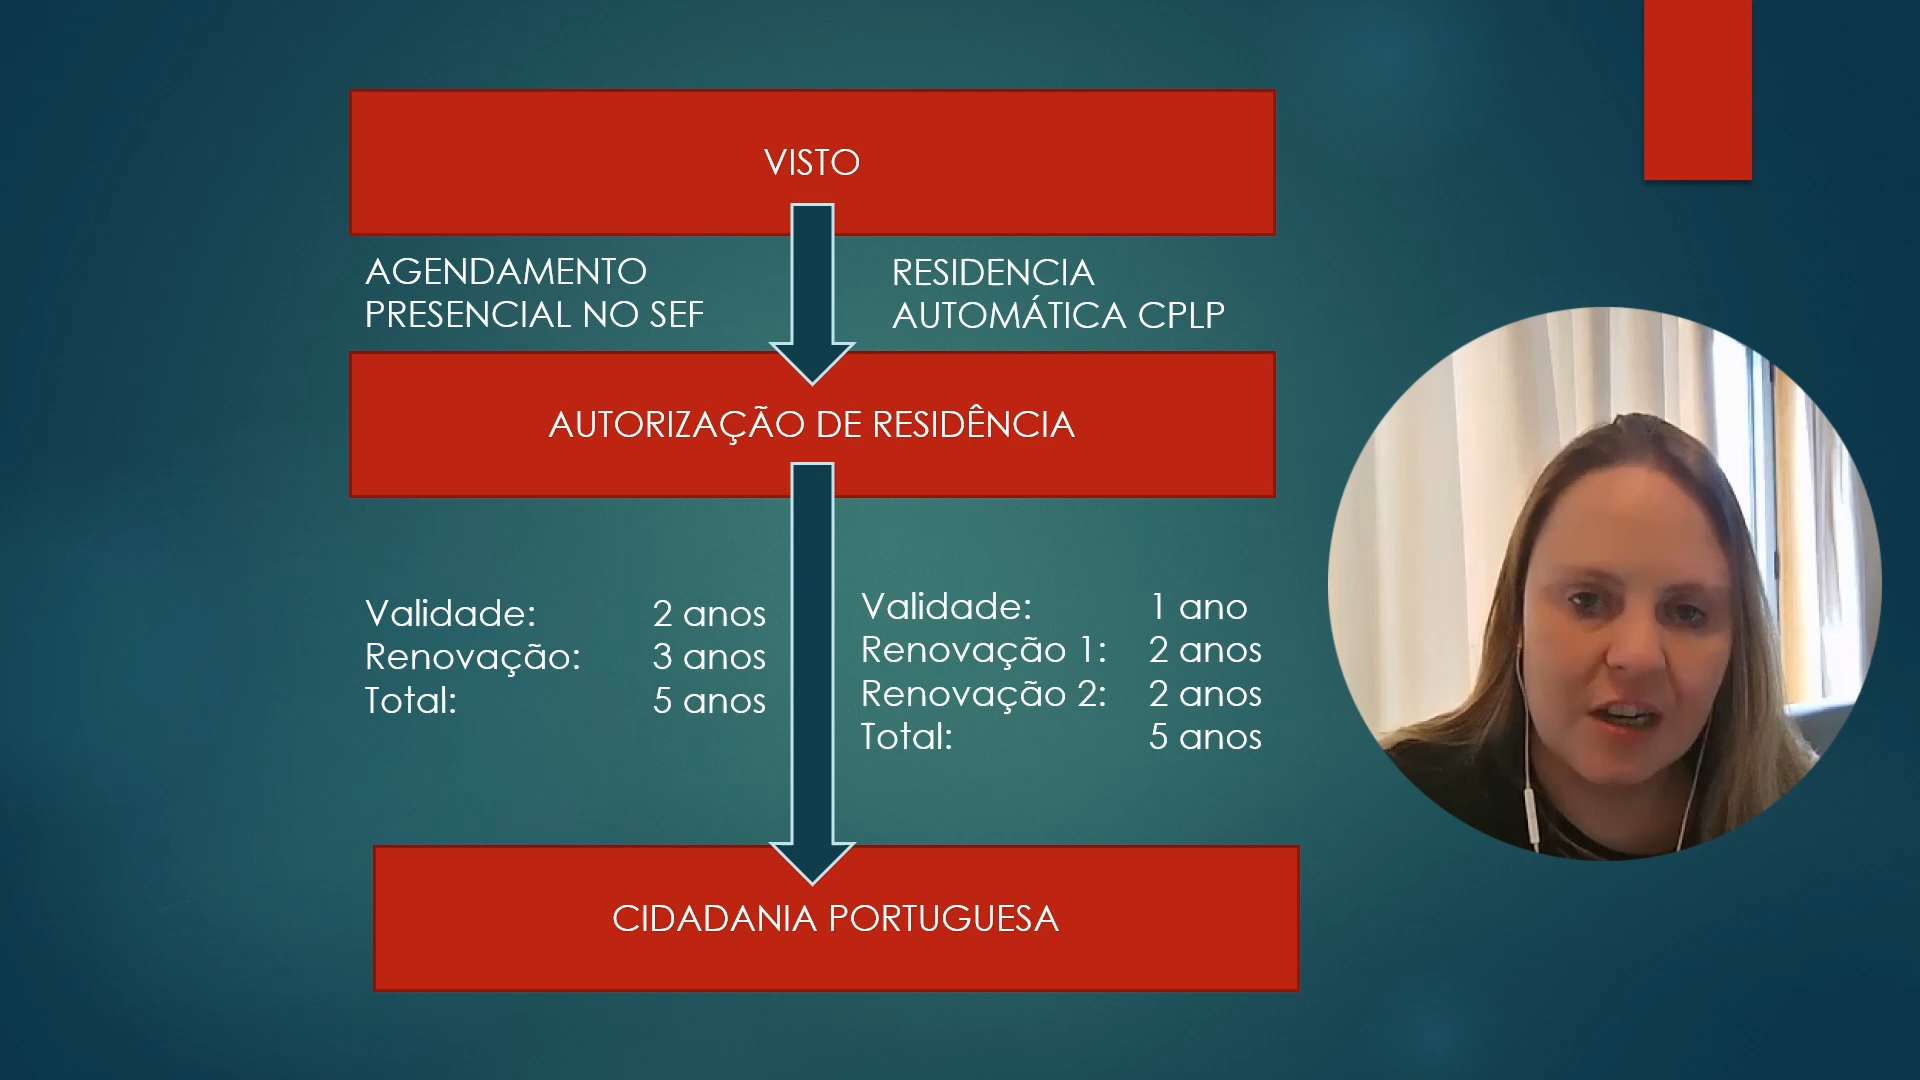 VISTO
AGENDAMENTO
PRESENCIAL NO SEF
RESIDENCIA
AUTOMÁTICA CPLP
AUTORIZAÇÃO DE RESIDÊNCIA
Validade: 2 anos
Renovação: 3 anos
Total: 5 anos
Validade: 1 ano
Renovação 1: 2 anos
Renovação 2: 2 anos
Total: 5 anos
CIDADANIA PORTUGUESA